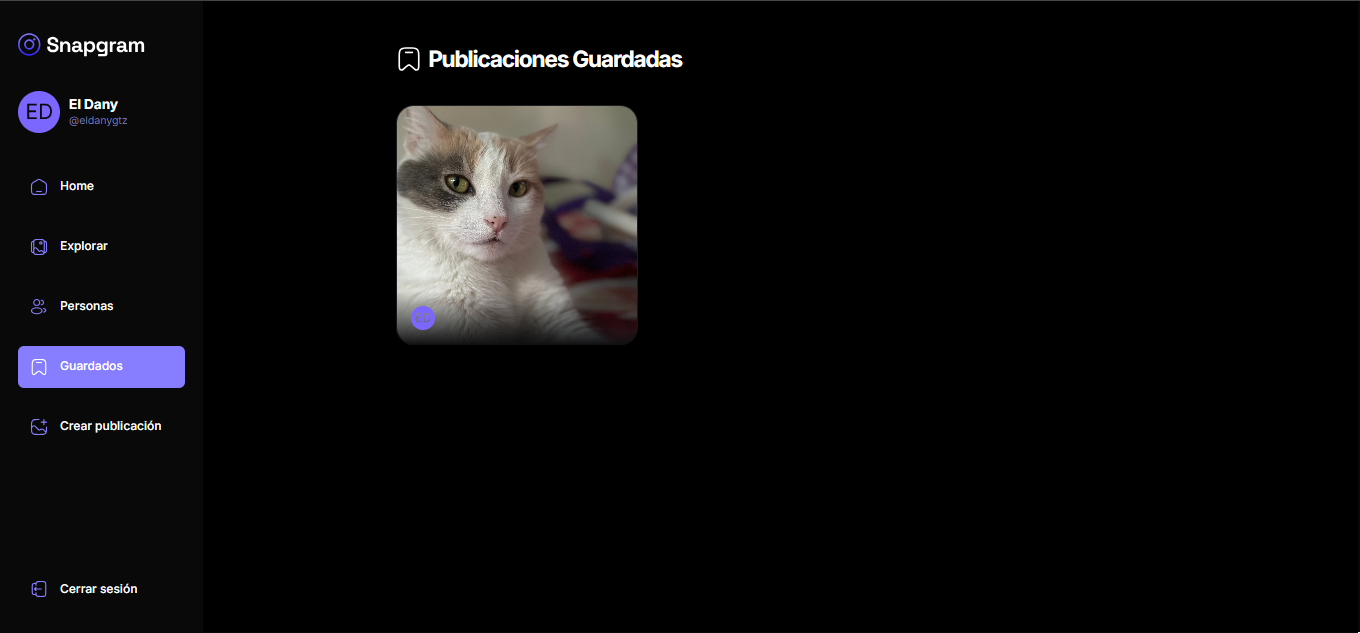 Snapgram
ED
El Dany
@eldanygtz
Home
Explorar
Personas
Guardados
Crear publicación
Cerrar sesión
Publicaciones Guardadas
ED